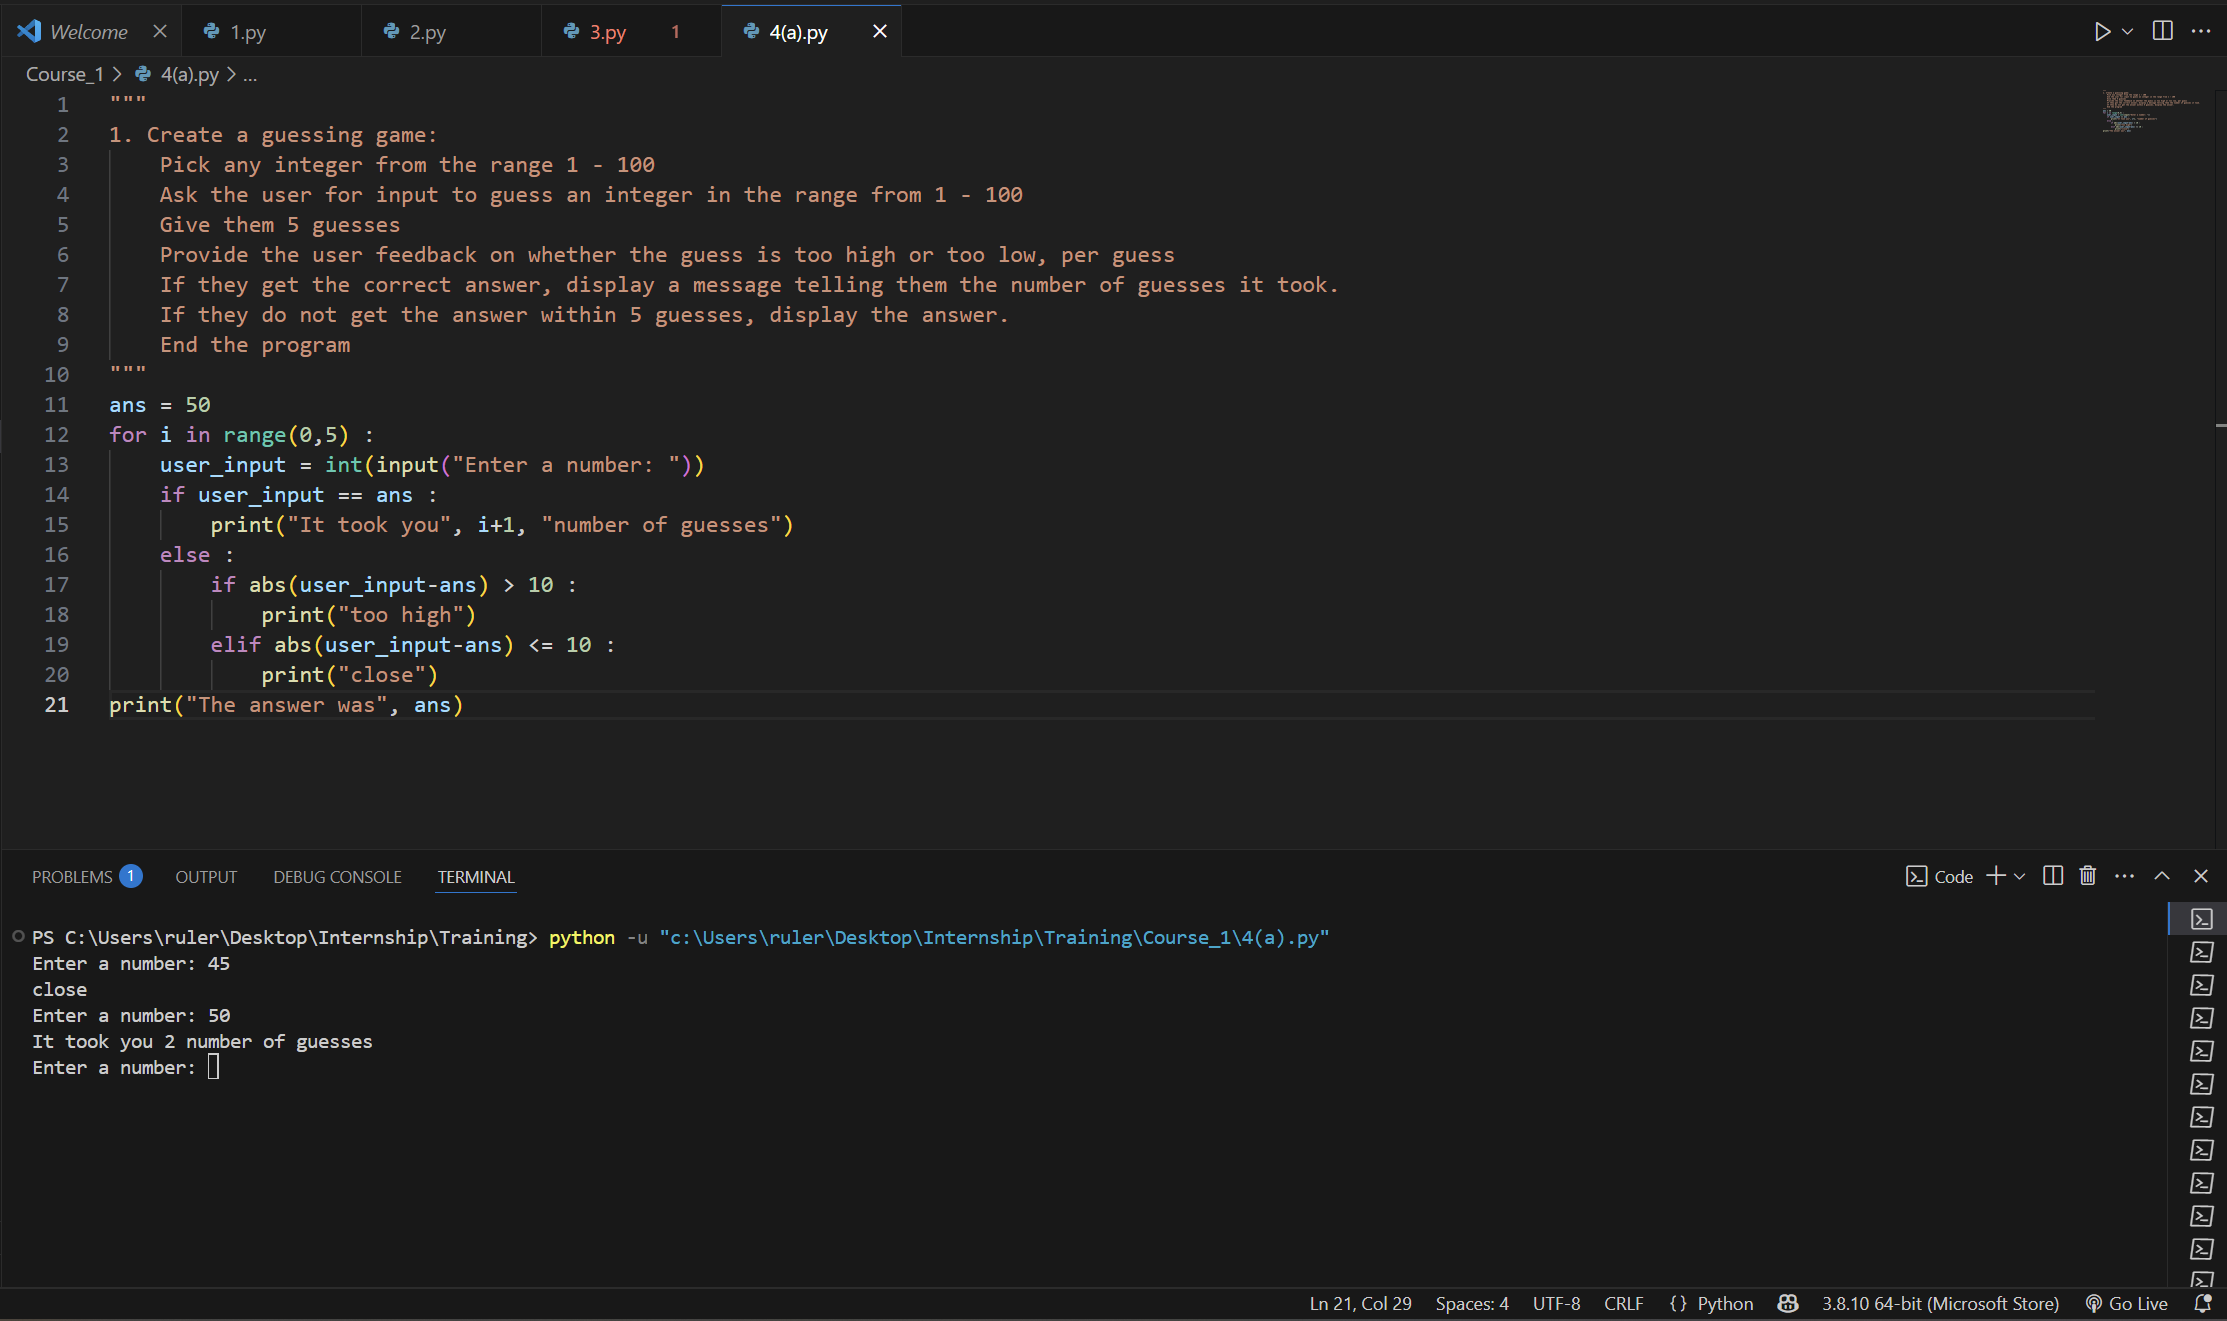 Welcome
1.py
2.py
3.py 1
4(a).py
Course_1 > 4(a).py > ...
1 """
2 1. Create a guessing game:
3     Pick any integer from the range 1 - 100
4     Ask the user for input to guess an integer in the range from 1 - 100
5     Give them 5 guesses
6     Provide the user feedback on whether the guess is too high or too low, per guess
7     If they get the correct answer, display a message telling them the number of guesses it took.
8     If they do not get the answer within 5 guesses, display the answer.
9     End the program
10 """
11 ans = 50
12 for i in range(0,5) :
13     user_input = int(input("Enter a number: "))
14     if user_input == ans :
15         print("It took you", i+1, "number of guesses")
16     else :
17         if abs(user_input-ans) > 10 :
18             print("too high")
19         elif abs(user_input-ans) <= 10 :
20             print("close")
21 print("The answer was", ans)
PROBLEMS 1 OUTPUT DEBUG CONSOLE TERMINAL Code
PS C:\Users\ruler\Desktop\Internship\Training> python -u "c:\Users\ruler\Desktop\Internship\Training\Course_1\4(a).py"
Enter a number: 45
close
Enter a number: 50
It took you 2 number of guesses
Enter a number:
Ln 21, Col 29 Spaces: 4 UTF-8 CRLF {} Python 3.8.10 64-bit (Microsoft Store) Go Live